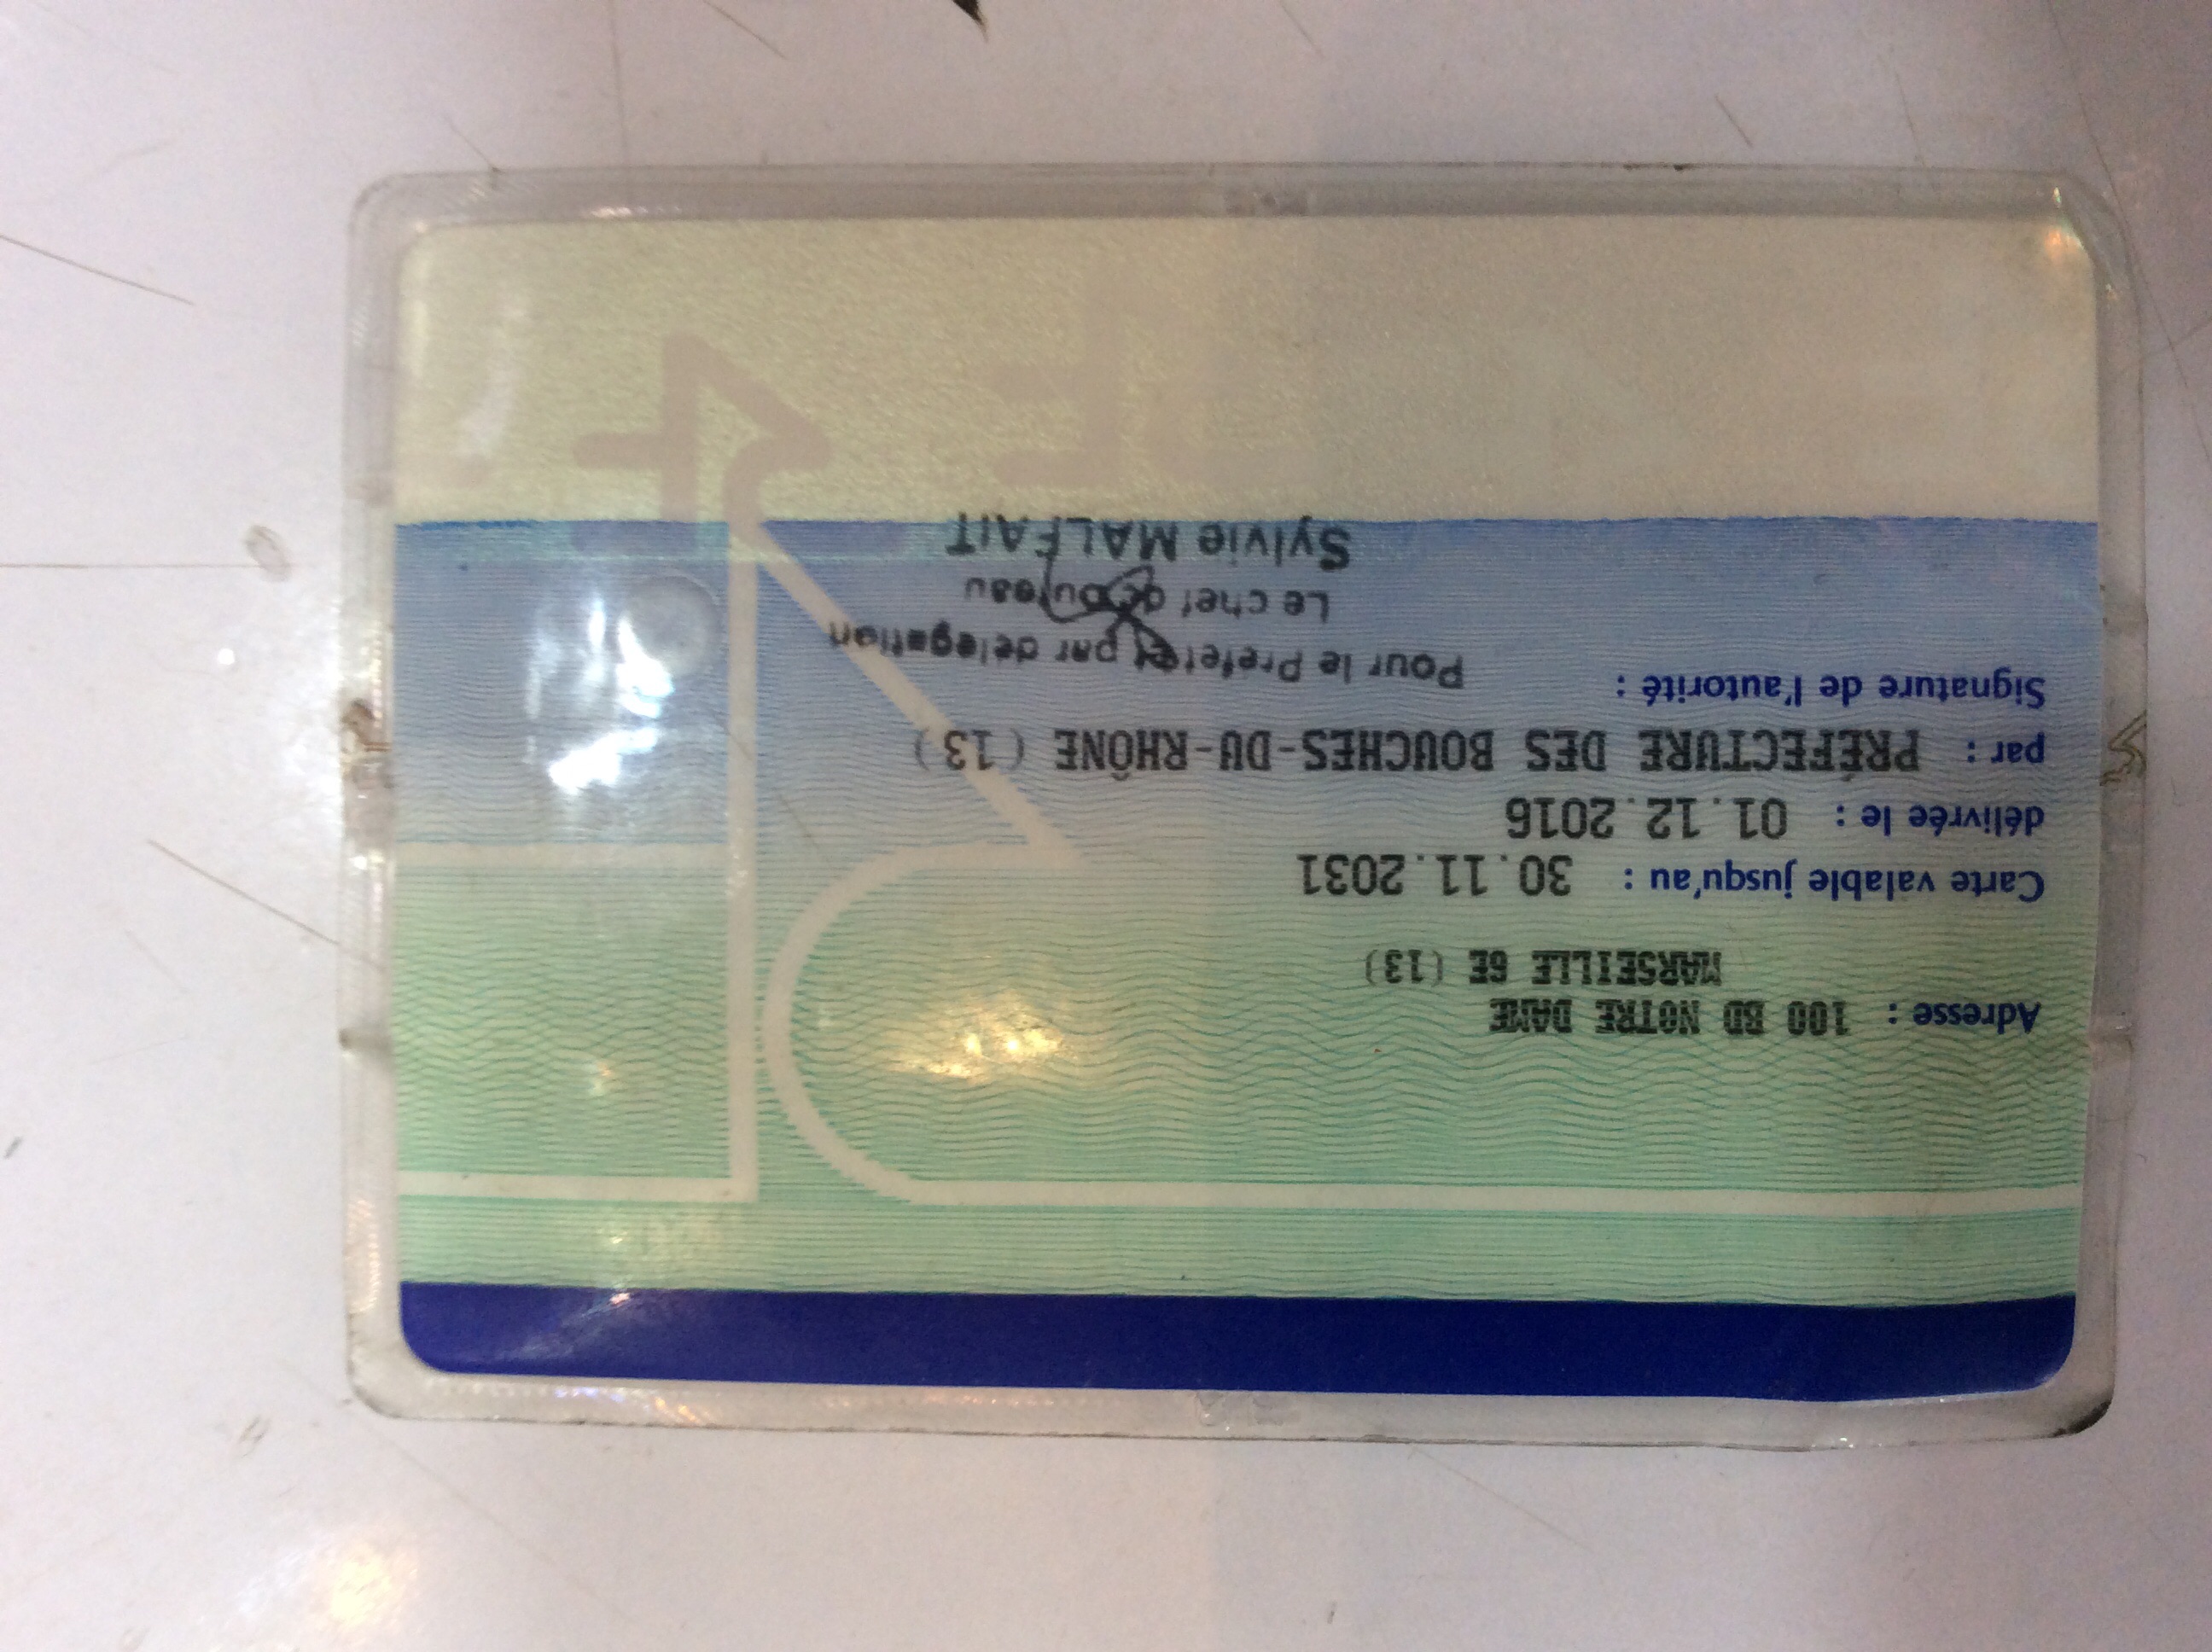 Adresse : 100 BD NOTRE DAME
MARSEILLE 6E (13)
Carte valable jusqu'au : 30.11.2031
délivrée le : 01.12.2016
par : PRÉFECTURE DES BOUCHES-DU-RHÔNE (13)
Signature de l'autorité :
Pour le Préfet et par délégation
Le chef de bureau
Sylvie MALFAIT